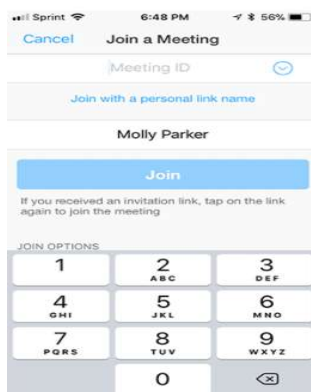 Sprint 6:48 PM 56%
Cancel Join a Meeting
Meeting ID
Join with a personal link name
Molly Parker
Join
If you received an invitation link, tap on the link
again to join the meeting
JOIN OPTIONS
1 2 3
ABC DEF
4 5 6
GHI JKL MNO
7 8 9
PQRS TUV WXYZ
0